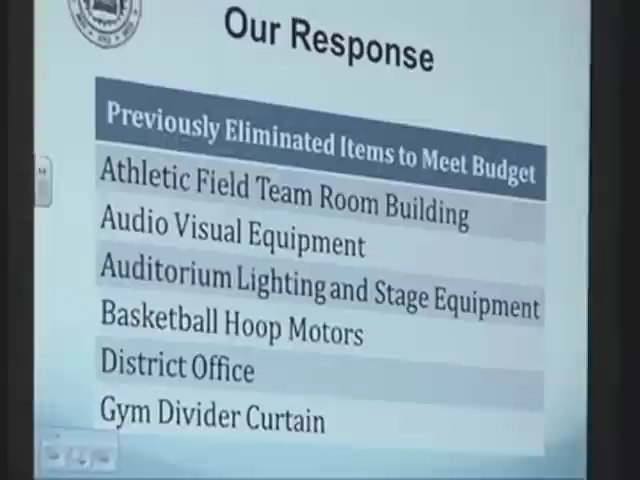 Our Response
Previously Eliminated Items to Meet Budget
Athletic Field Team Room Building
Audio Visual Equipment
Auditorium Lighting and Stage Equipment
Basketball Hoop Motors
District Office
Gym Divider Curtain